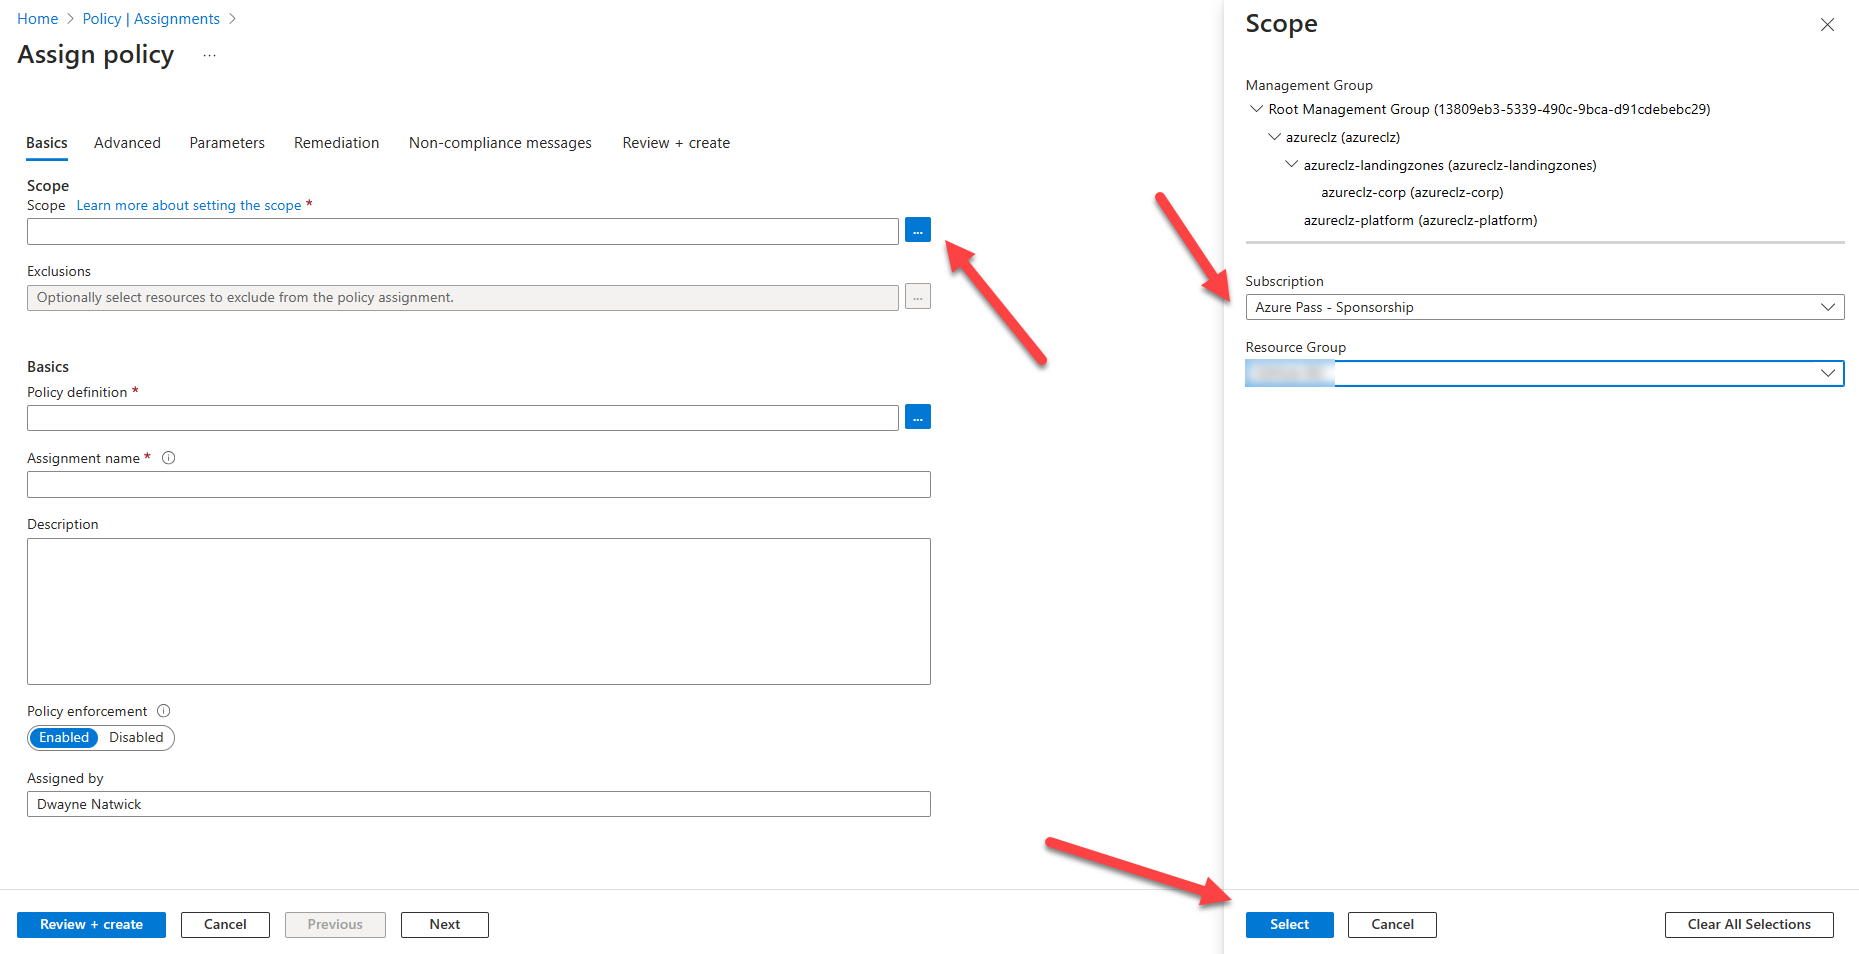 Home > Policy | Assignments >
Assign policy ...
Basics Advanced Parameters Remediation Non-compliance messages Review + create
Scope
Scope Learn more about setting the scope *
...
Exclusions
Optionally select resources to exclude from the policy assignment.
...
Basics
Policy definition *
...
Assignment name *
Description
Policy enforcement
Enabled Disabled
Assigned by
Dwayne Natwick
Review + create Cancel Previous Next
Scope
Management Group
Root Management Group (13809eb3-5339-490c-9bca-d91cdebebc29)
azureclz (azureclz)
azureclz-landingzones (azureclz-landingzones)
azureclz-corp (azureclz-corp)
azureclz-platform (azureclz-platform)
Subscription
Azure Pass - Sponsorship
Resource Group
Select Cancel Clear All Selections